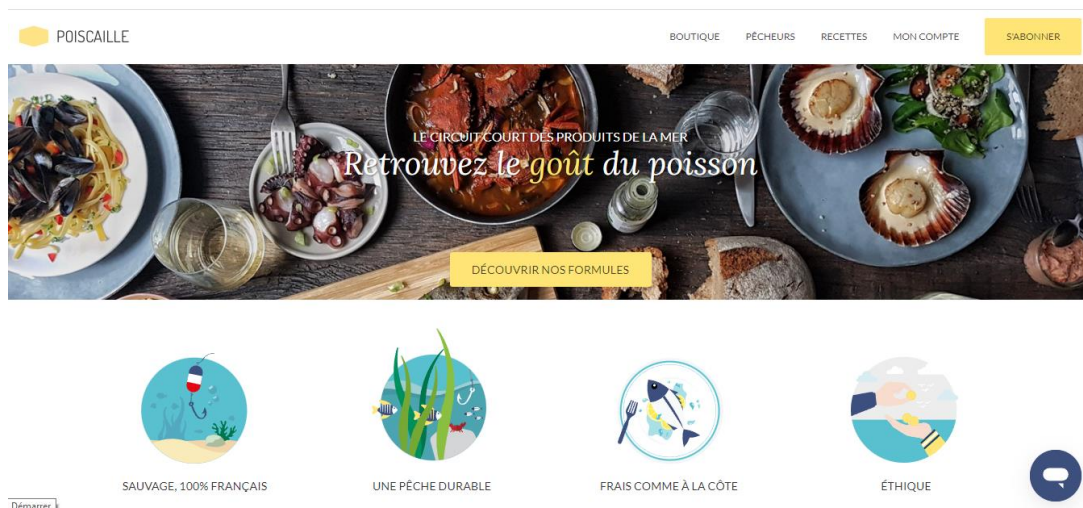 POISCAILLE
BOUTIQUE PÊCHEURS RECETTES MON COMPTE S'ABONNER
LE CIRCUIT COURT DES PRODUITS DE LA MER
Retrouvez le goût du poisson
DÉCOUVRIR NOS FORMULES
SAUVAGE, 100% FRANÇAIS UNE PÊCHE DURABLE FRAIS COMME À LA CÔTE ÉTHIQUE
Démarrer